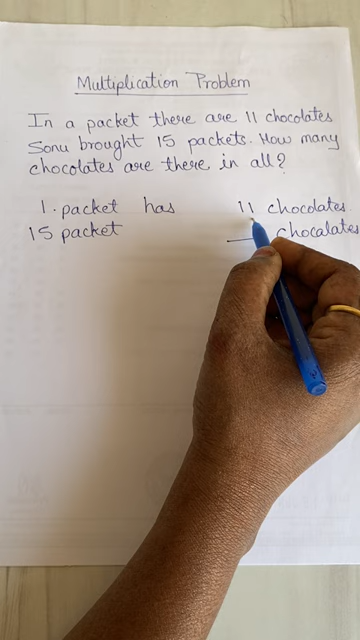 Multiplication Problem
In a packet there are 11 chocolates
Sonu brought 15 packets. How many
chocolates are there in all?
1. packet has 11 chocolates.
15 packet — chocalates